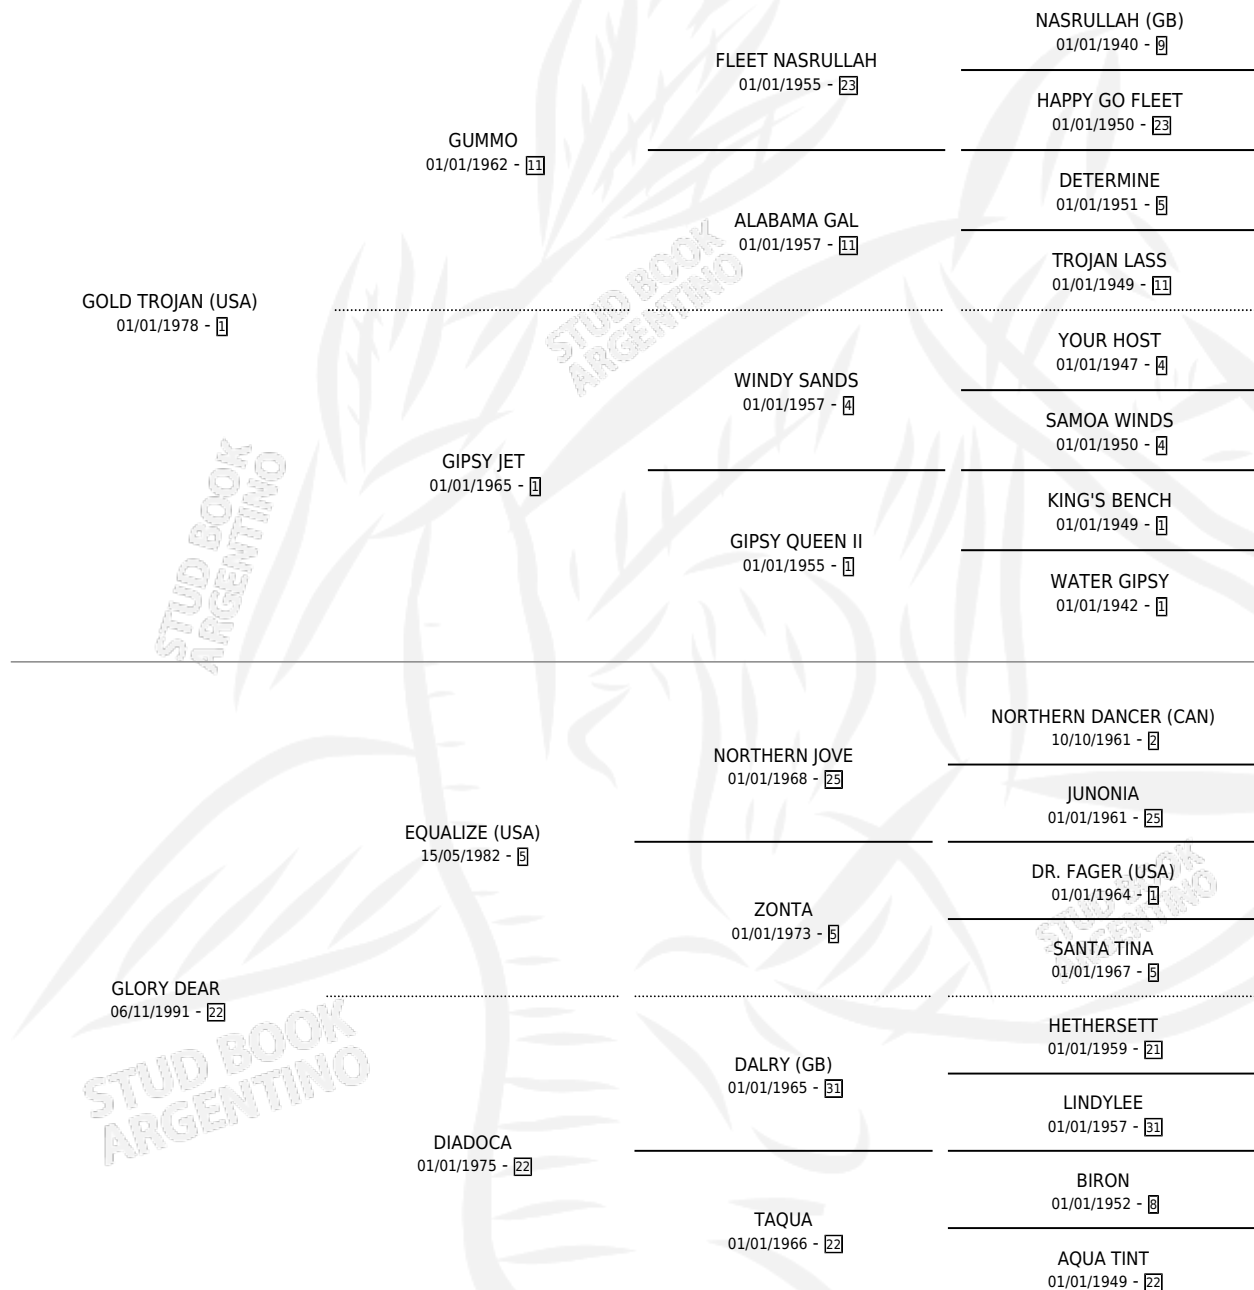 NASRULLAH (GB)
01/01/1940 - 9
FLEET NASRULLAH
01/01/1955 - 23
HAPPY GO FLEET
01/01/1950 - 23
GUMMO
01/01/1962 - 11
DETERMINE
01/01/1951 - 5
ALABAMA GAL
01/01/1957 - 11
TROJAN LASS
01/01/1949 - 11
GOLD TROJAN (USA)
01/01/1978 - 1
YOUR HOST
01/01/1947 - 4
WINDY SANDS
01/01/1957 - 4
SAMOA WINDS
01/01/1950 - 4
GIPSY JET
01/01/1965 - 1
KING'S BENCH
01/01/1949 - 1
GIPSY QUEEN II
01/01/1955 - 1
WATER GIPSY
01/01/1942 - 1
NORTHERN DANCER (CAN)
10/10/1961 - 2
NORTHERN JOVE
01/01/1968 - 25
JUNONIA
01/01/1961 - 25
EQUALIZE (USA)
15/05/1982 - 5
DR. FAGER (USA)
01/01/1964 - 1
ZONTA
01/01/1973 - 5
SANTA TINA
01/01/1967 - 5
GLORY DEAR
06/11/1991 - 22
HETHERSETT
01/01/1959 - 21
DALRY (GB)
01/01/1965 - 31
LINDYLEE
01/01/1957 - 31
DIADOCA
01/01/1975 - 22
BIRON
01/01/1952 - 8
TAQUA
01/01/1966 - 22
AQUA TINT
01/01/1949 - 22
STUD BOOK
ARGENTINO
STUD BOOK
ARGENTINO
STUD BOOK
ARGENTINO
STUD BOOK
ARGENTINO